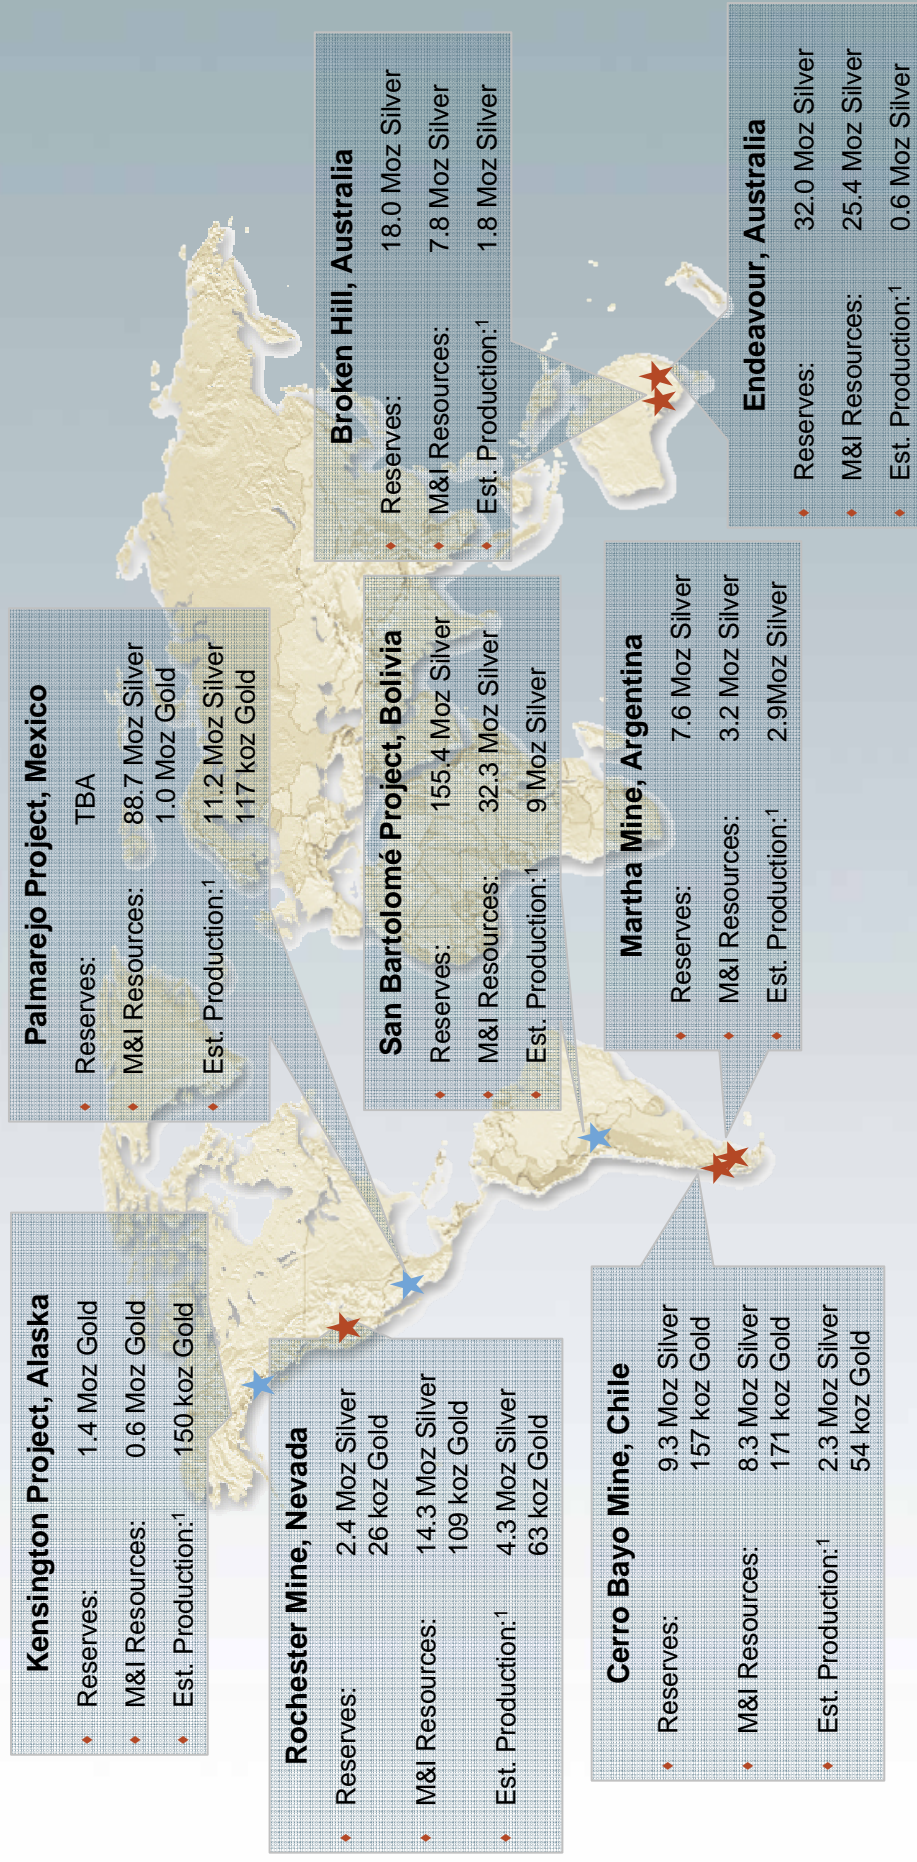 Kensington Project, Alaska
Reserves: 1.4 Moz Gold
M&I Resources: 0.6 Moz Gold
Est. Production:1 150 koz Gold
Palmarejo Project, Mexico
Reserves: TBA
M&I Resources: 88.7 Moz Silver
1.0 Moz Gold
Est. Production:1 11.2 Moz Silver
117 koz Gold
Broken Hill, Australia
Reserves: 18.0 Moz Silver
M&I Resources: 7.8 Moz Silver
Est. Production:1 1.8 Moz Silver
Rochester Mine, Nevada
Reserves: 2.4 Moz Silver
26 koz Gold
M&I Resources: 14.3 Moz Silver
109 koz Gold
Est. Production:1 4.3 Moz Silver
63 koz Gold
San Bartolomé Project, Bolivia
Reserves: 155.4 Moz Silver
M&I Resources: 32.3 Moz Silver
Est. Production:1 9 Moz Silver
Cerro Bayo Mine, Chile
Reserves: 9.3 Moz Silver
157 koz Gold
M&I Resources: 8.3 Moz Silver
171 koz Gold
Est. Production:1 2.3 Moz Silver
54 koz Gold
Martha Mine, Argentina
Reserves: 7.6 Moz Silver
M&I Resources: 3.2 Moz Silver
Est. Production:1 2.9Moz Silver
Endeavour, Australia
Reserves: 32.0 Moz Silver
M&I Resources: 25.4 Moz Silver
Est. Production:1 0.6 Moz Silver